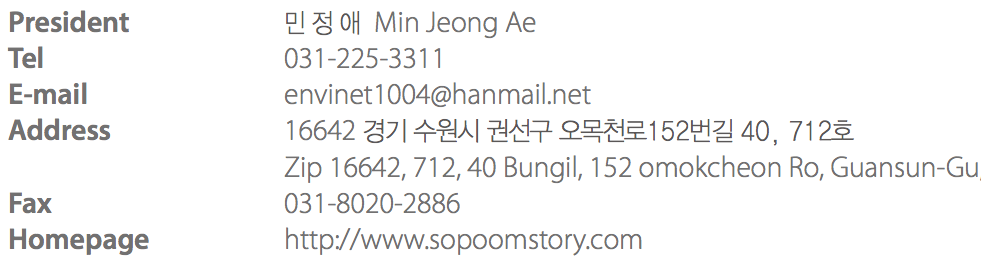 President 민 정 애 Min Jeong Ae
Tel 031-225-3311
E-mail envinet1004@hanmail.net
Address 16642 경기 수원시 권선구 오목천로152번길 40, 712호
Zip 16642, 712, 40 Bungil, 152 omokcheon Ro, Guansun-Gu,
Fax 031-8020-2886
Homepage http://www.sopoomstory.com